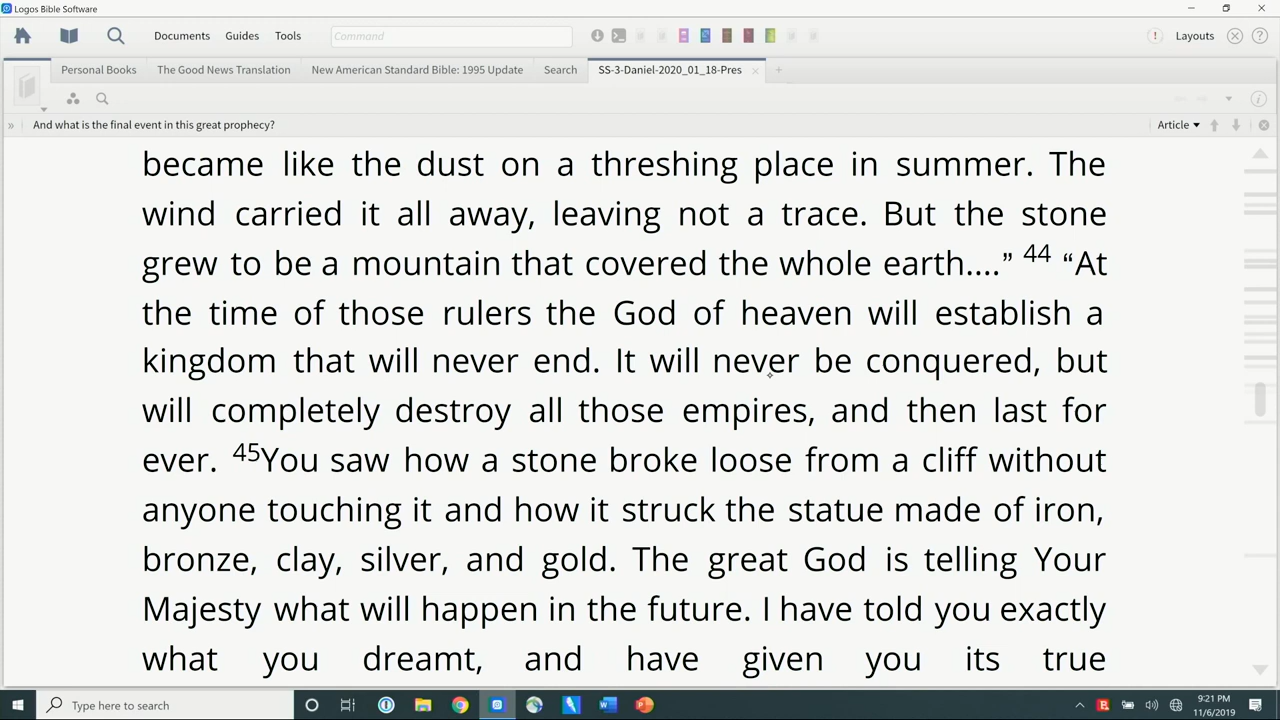 Logos Bible Software
Documents Guides Tools Command Layouts
Personal Books The Good News Translation New American Standard Bible: 1995 Update Search SS-3-Daniel-2020_01_18-Pres
» And what is the final event in this great prophecy? Article
became like the dust on a threshing place in summer. The
wind carried it all away, leaving not a trace. But the stone
grew to be a mountain that covered the whole earth....” 44 “At
the time of those rulers the God of heaven will establish a
kingdom that will never end. It will never be conquered, but
will completely destroy all those empires, and then last for
ever. 45You saw how a stone broke loose from a cliff without
anyone touching it and how it struck the statue made of iron,
bronze, clay, silver, and gold. The great God is telling Your
Majesty what will happen in the future. I have told you exactly
what you dreamt, and have given you its true
Type here to search
9:21 PM
11/6/2019